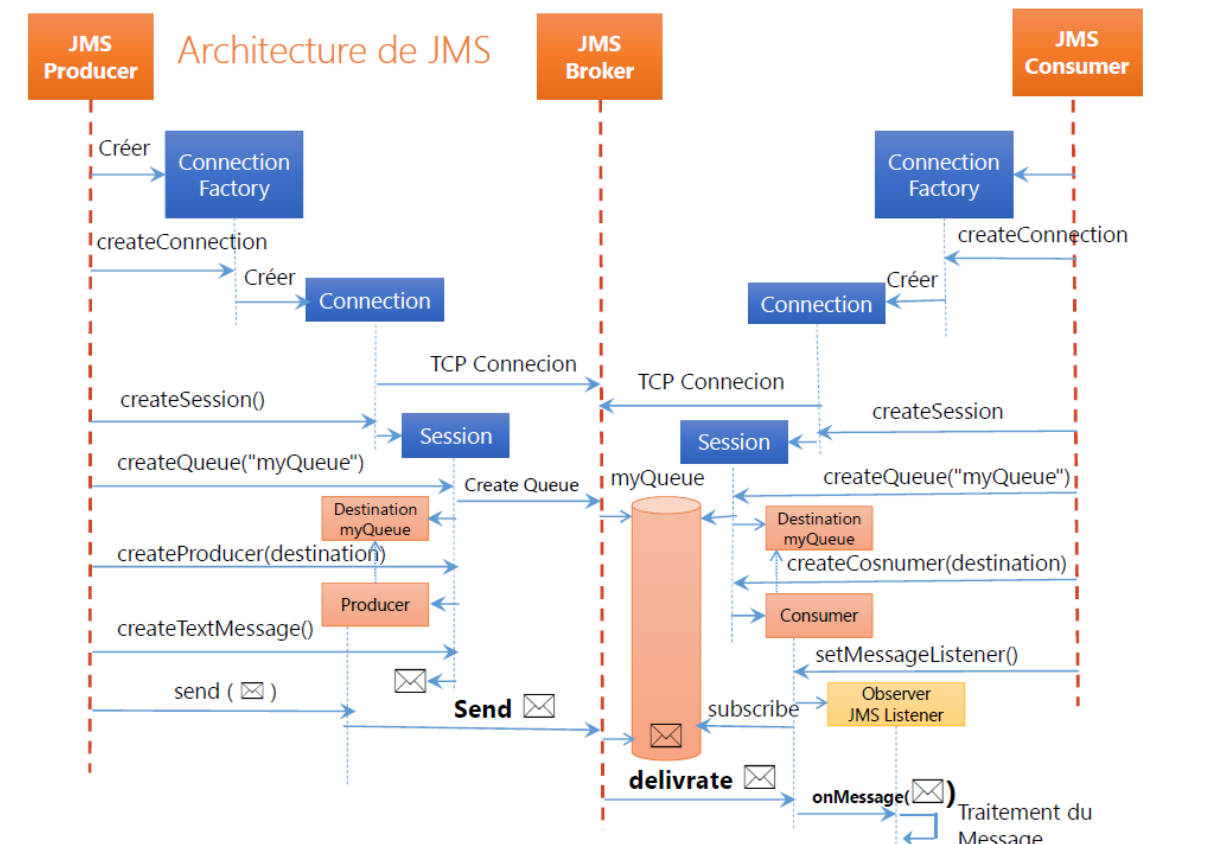 JMS
Producer
Architecture de JMS
JMS
Broker
JMS
Consumer
Créer
Connection
Factory
Connection
Factory
createConnection
createConnection
Créer
Connection
Créer
Connection
TCP Connecion
TCP Connecion
createSession()
createSession
Session
Session
createQueue("myQueue")
Create Queue
myQueue
createQueue("myQueue")
Destination
myQueue
Destination
myQueue
createProducer(destination)
createCosnumer(destination)
Producer
Consumer
createTextMessage()
setMessageListener()
send ( )
Send
subscribe
Observer
JMS Listener
delivrate
onMessage( )
Traitement du
Message